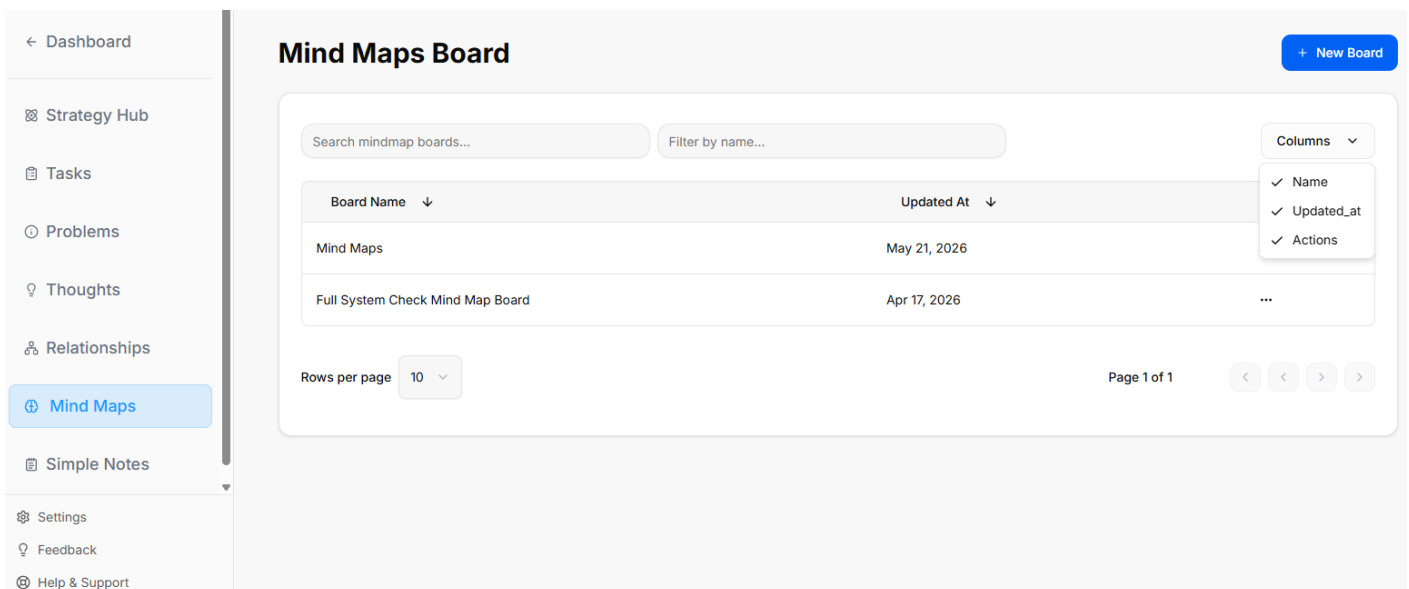 Dashboard
Strategy Hub
Tasks
Problems
Thoughts
Relationships
Mind Maps
Simple Notes
Settings
Feedback
Help & Support
Mind Maps Board
+ New Board
Search mindmap boards...
Filter by name...
Columns
Name
Updated_at
Actions
Board Name
Updated At
Mind Maps
May 21, 2026
Full System Check Mind Map Board
Apr 17, 2026
...
Rows per page
10
Page 1 of 1